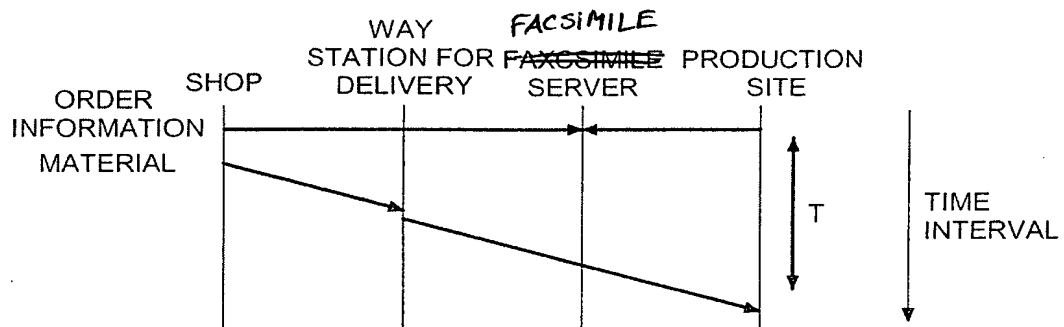 FACSIMILE
WAY
STATION FOR
DELIVERY
FAXCSIMILE
SERVER
PRODUCTION
SITE
SHOP
ORDER
INFORMATION
MATERIAL
T
TIME
INTERVAL